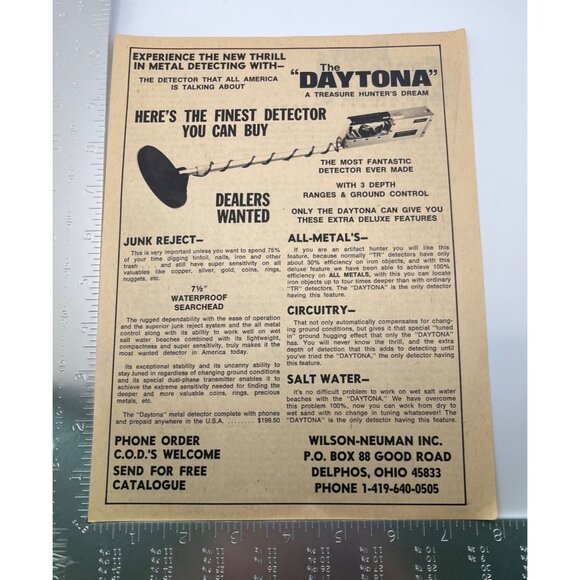 EXPERIENCE THE NEW THRILL
IN METAL DETECTING WITH—
THE DETECTOR THAT ALL AMERICA
IS TALKING ABOUT
The
"DAYTONA"
A TREASURE HUNTER'S DREAM
HERE'S THE FINEST DETECTOR
YOU CAN BUY
THE MOST FANTASTIC
DETECTOR EVER MADE
WITH 3 DEPTH
RANGES & GROUND CONTROL
DEALERS
WANTED
ONLY THE DAYTONA CAN GIVE YOU
THESE EXTRA DELUXE FEATURES
JUNK REJECT—
This is very important unless you want to spend 75%
of your time digging tinfoil, nails, iron and other
trash . . . and still have super sensitivity on all
valuables like copper, silver, gold, coins, rings,
nuggets, etc.
7½"
WATERPROOF
SEARCHEAD
The rugged dependability with the ease of operation
and the superior junk reject system and the all metal
control along with its ability to work well on wet
salt water beaches combined with its lightweight,
compactness and super sensitivity, truly makes it the
most wanted detector in America today.
Its exceptional stability and its uncanny ability to
stay tuned in regardless of changing ground conditions
and its special dual-phase transmitter enables it to
achieve the extreme sensitivity needed for finding the
deeper and more valuable coins, rings, precious
metals, etc.
The "Daytona" metal detector complete with phones
and prepaid anywhere in the U.S.A. ........ $199.50
ALL-METAL'S—
If you are an artifact hunter you will like this
feature, because normally "TR" detectors have only
about 30% efficiency on iron objects, and with this
deluxe feature we have been able to achieve 100%
efficiency on ALL METALS, with this you can locate
iron objects up to four times deeper than with ordinary
"TR" detectors. The "DAYTONA" is the only detector
having this feature.
CIRCUITRY—
That not only automatically compensates for chang-
ing ground conditions, but gives it that special "tuned
in" ground hugging effect that only the "DAYTONA"
has. You will never know the thrill, and the extra
depth of detection that this adds to detecting until
you've tried the "DAYTONA," the only detector having
this feature.
SALT WATER—
It's no difficult problem to work on wet salt water
beaches with the "DAYTONA." We have overcome
this problem 100%, now you can work from dry to
wet sand with no change in tuning whatsoever! The
"DAYTONA" is the only detector having this feature.
PHONE ORDER
C.O.D.'S WELCOME
SEND FOR FREE
CATALOGUE
WILSON-NEUMAN INC.
P.O. BOX 88 GOOD ROAD
DELPHOS, OHIO 45833
PHONE 1-419-640-0505